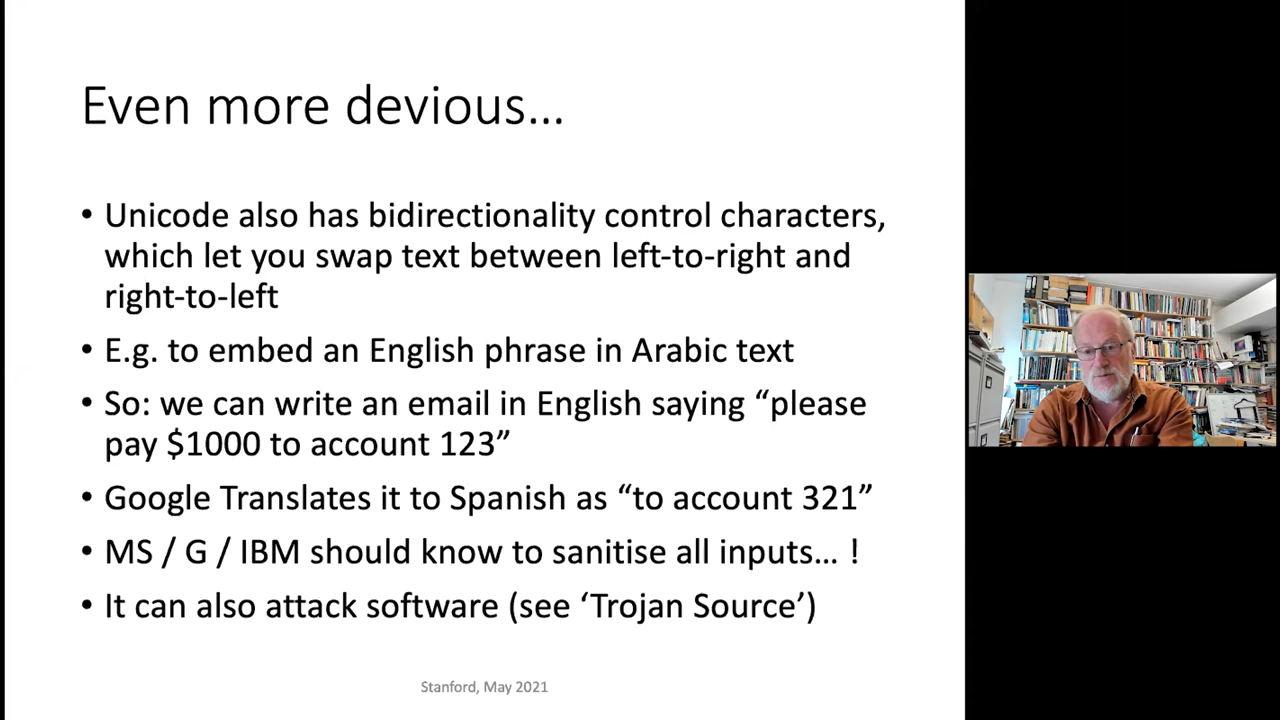 Even more devious…
• Unicode also has bidirectionality control characters,
which let you swap text between left-to-right and
right-to-left
• E.g. to embed an English phrase in Arabic text
• So: we can write an email in English saying “please
pay $1000 to account 123”
• Google Translates it to Spanish as “to account 321”
• MS / G / IBM should know to sanitise all inputs… !
• It can also attack software (see ‘Trojan Source’)
Stanford, May 2021